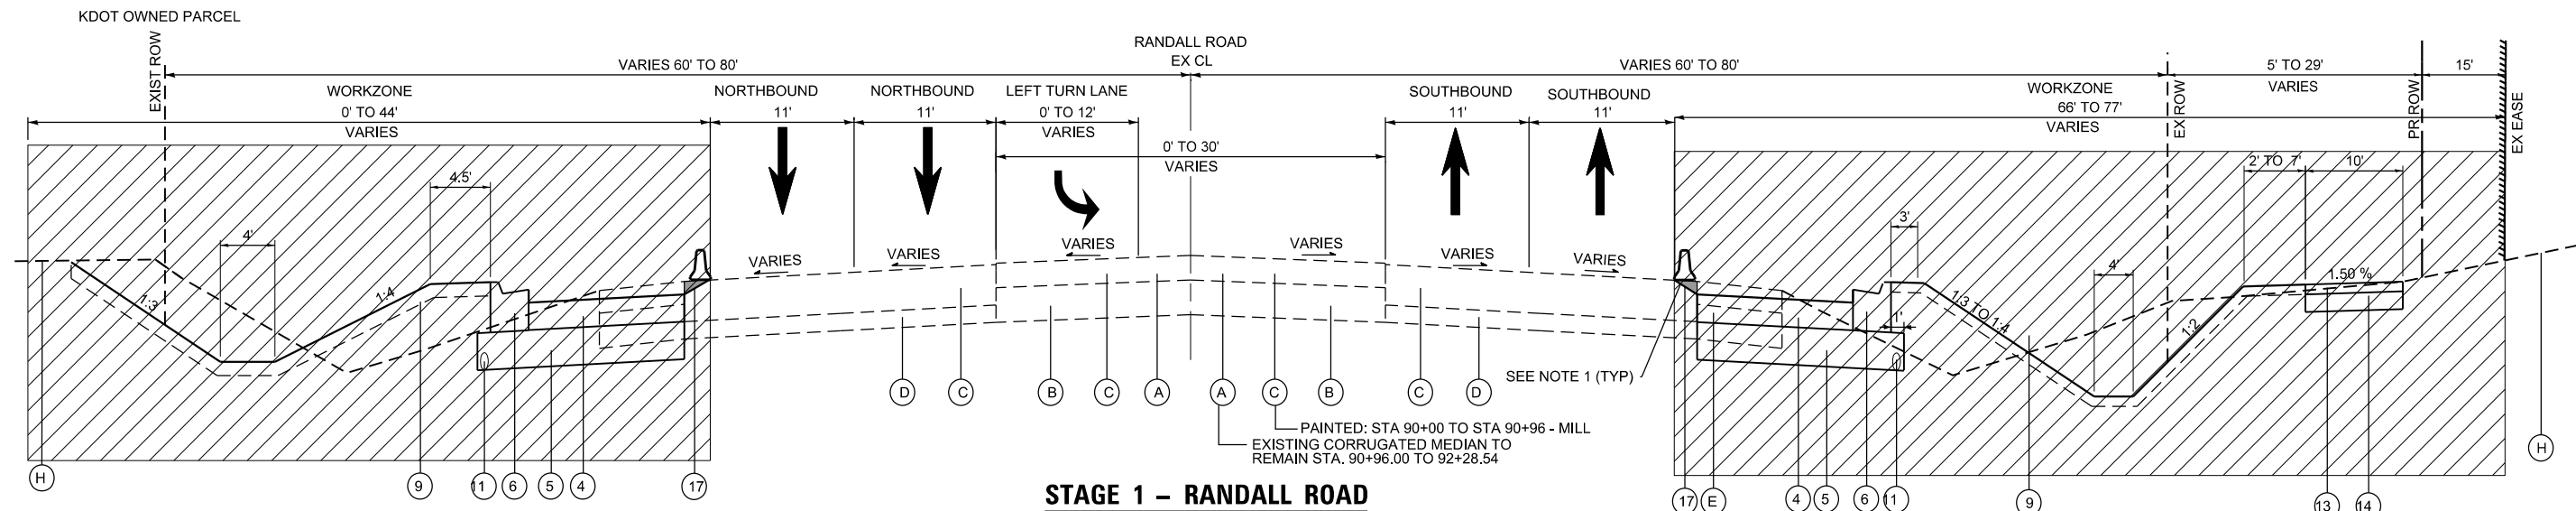 KDOT OWNED PARCEL
RANDALL ROAD
EX CL
EXIST ROW
VARIES 60' TO 80'
VARIES 60' TO 80'
5' TO 29'
VARIES
15'
WORKZONE
0' TO 44'
VARIES
NORTHBOUND
11'
NORTHBOUND
11'
LEFT TURN LANE
0' TO 12'
VARIES
0' TO 30'
VARIES
SOUTHBOUND
11'
SOUTHBOUND
11'
WORKZONE
66' TO 77'
VARIES
EX ROW
PR ROW
EX EASE
4'
4.5'
3'
4'
2' TO 7'
10'
1:3
1:4
VARIES
VARIES
VARIES
VARIES
VARIES
VARIES
1'
1:3 TO 1:4
1:2
1.50 %
SEE NOTE 1 (TYP)
D
C
B
C
A
A
C
B
C
D
PAINTED: STA 90+00 TO STA 90+96 - MILL
EXISTING CORRUGATED MEDIAN TO
REMAIN STA. 90+96.00 TO 92+28.54
H
9
11
6
5
4
17
17
E
4
5
6
11
9
13
14
H
STAGE 1 – RANDALL ROAD